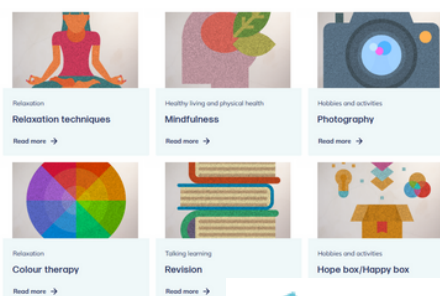 Relaxation
Relaxation techniques
Read more →
Healthy living and physical health
Mindfulness
Read more →
Hobbies and activities
Photography
Read more →
Relaxation
Colour therapy
Read more →
Talking learning
Revision
Read more →
Hobbies and activities
Hope box/Happy box